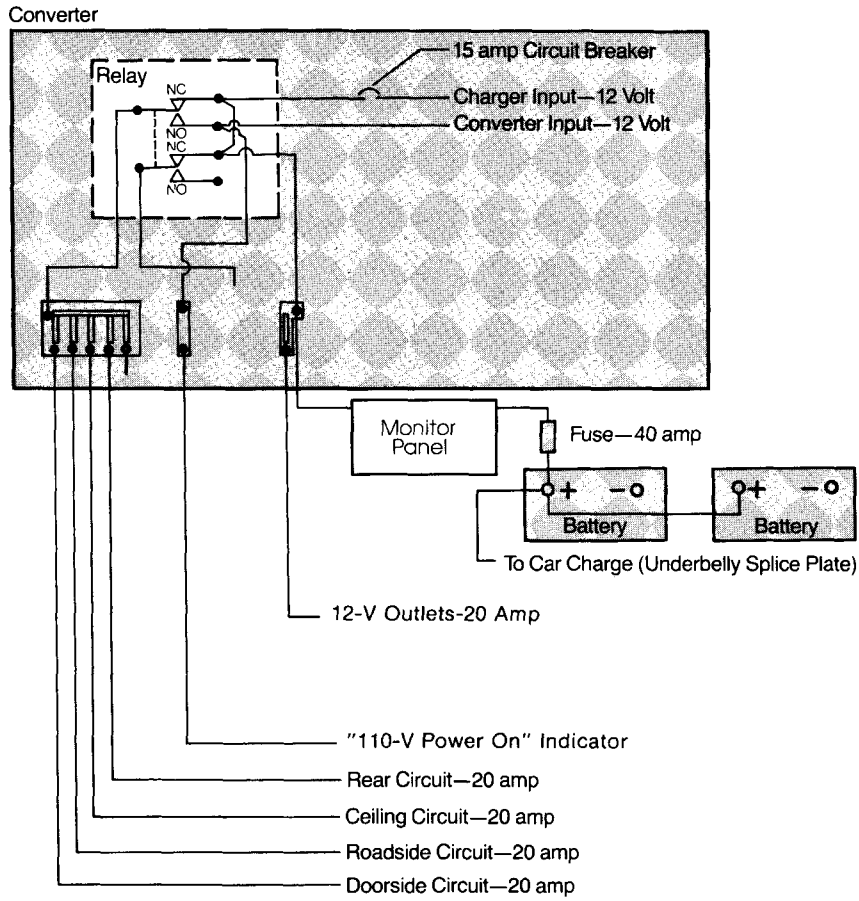 Converter
15 amp Circuit Breaker
Relay
NC
Charger Input—12 Volt
Converter Input—12 Volt
NO
NC
NO
Monitor
Panel
Fuse—40 amp
+ -
Battery
+ -
Battery
To Car Charge (Underbelly Splice Plate)
12-V Outlets-20 Amp
"110-V Power On" Indicator
Rear Circuit—20 amp
Ceiling Circuit—20 amp
Roadside Circuit—20 amp
Doorside Circuit—20 amp